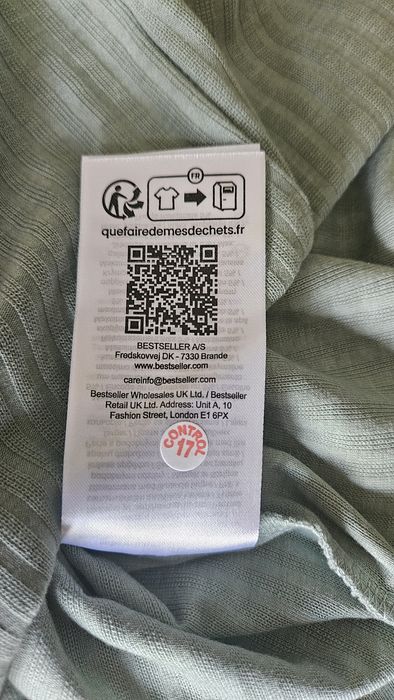 FR
quefairedemesdechets.fr
BESTSELLER A/S
Fredskovvej DK - 7330 Brande
www.bestseller.com
careinfo@bestseller.com
Bestseller Wholesales UK Ltd. / Bestseller
Retail UK Ltd. Address: Unit A, 10
Fashion Street, London E1 6PX
CONTROL
17